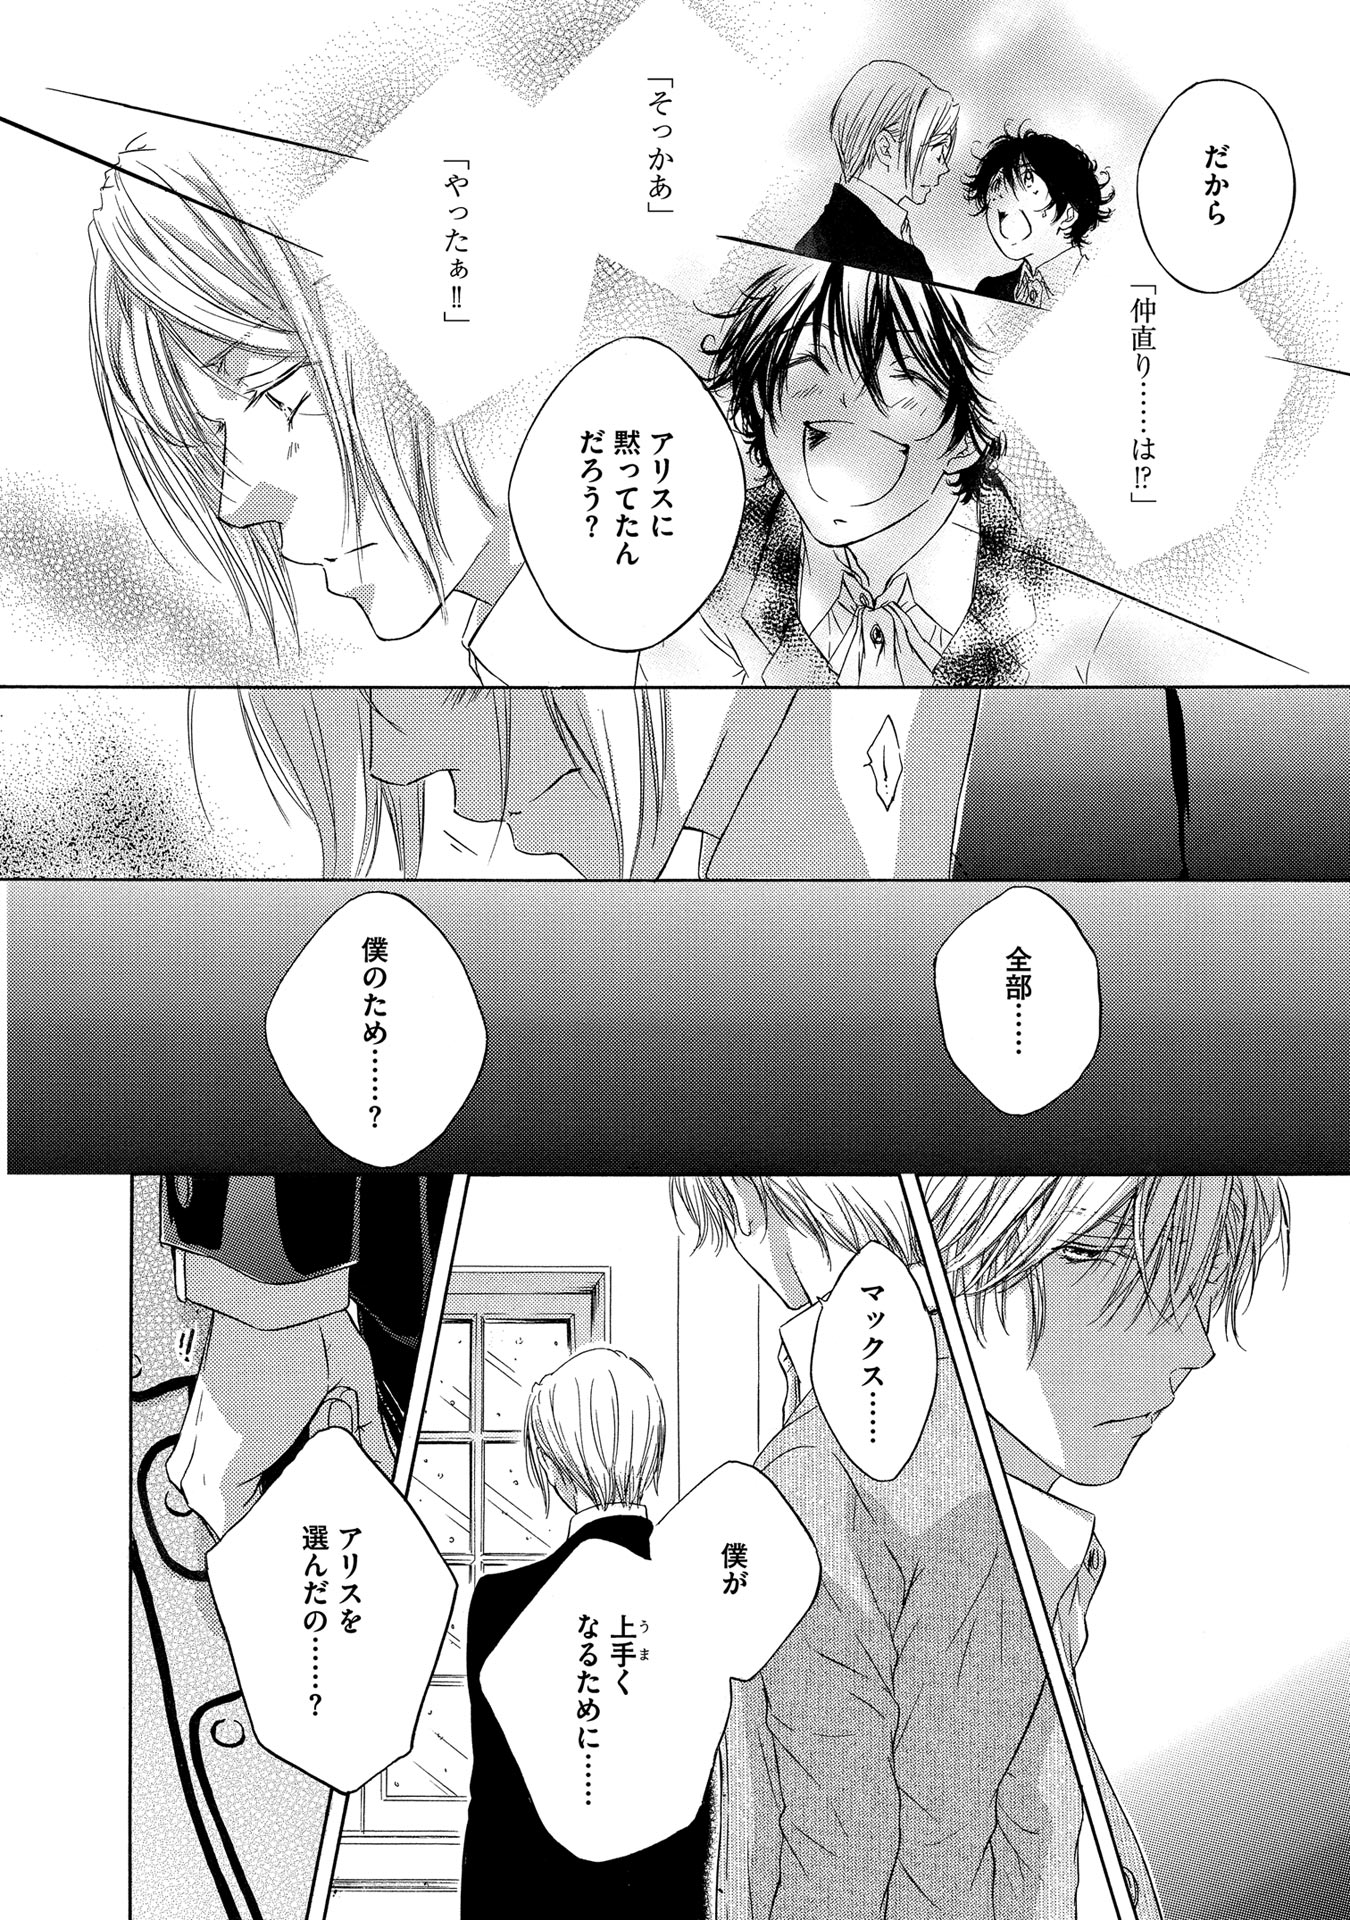 だから
「仲直り……は!?」
「そっかあ」
「やったぁ!!」
アリスに
黙ってたん
だろう？
…
全部……
僕のため……？
マックス……
僕が
上手く
うま
なるために……
!!
アリスを
選んだの……？